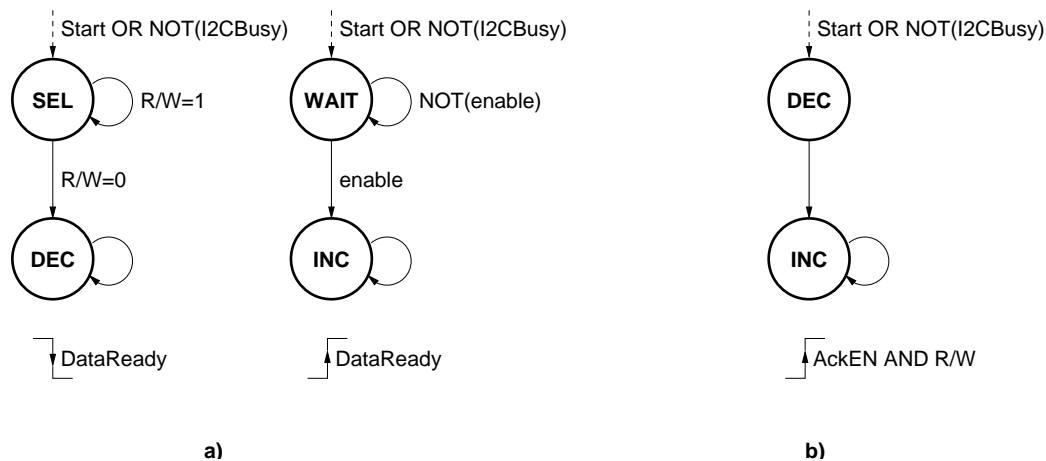 Start OR NOT(I2CBusy)
Start OR NOT(I2CBusy)
Start OR NOT(I2CBusy)
SEL
R/W=1
WAIT
NOT(enable)
DEC
R/W=0
enable
DEC
INC
INC
DataReady
DataReady
AckEN AND R/W
a)
b)